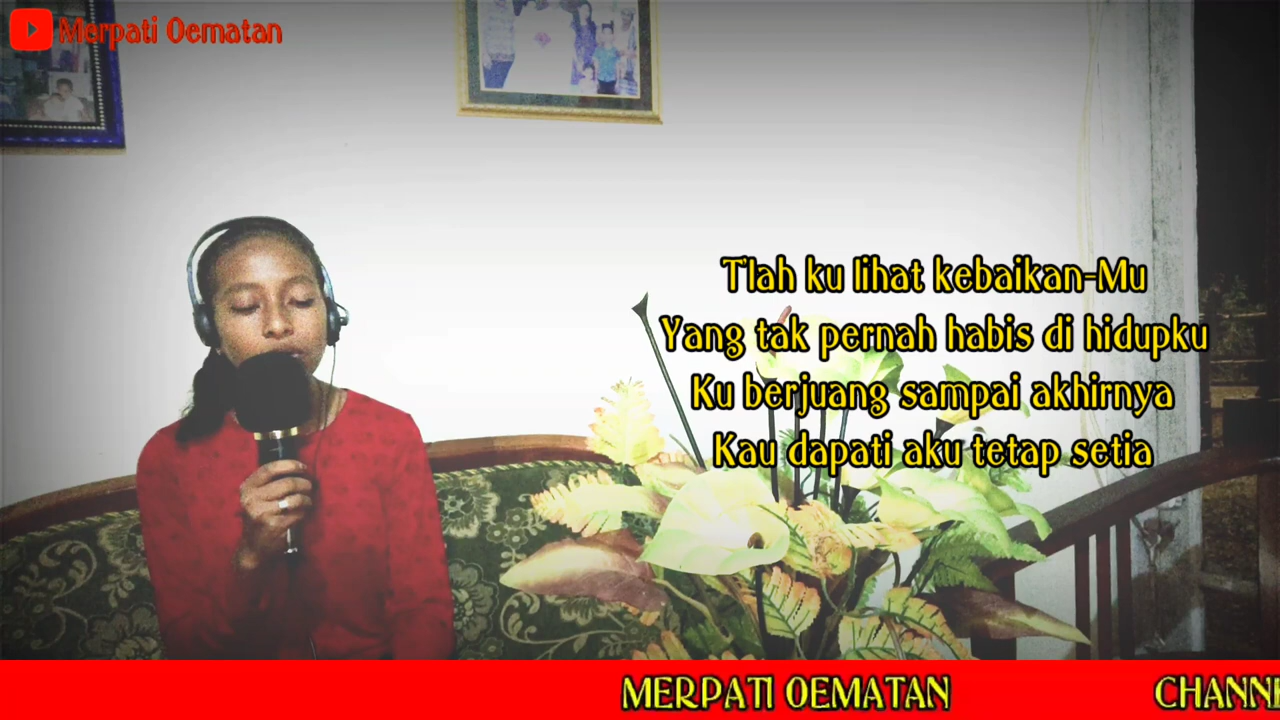 Merpati Oematan
T'lah ku lihat kebaikan-Mu
Yang tak pernah habis di hidupku
Ku berjuang sampai akhirnya
Kau dapati aku tetap setia
MERPATI OEMATAN